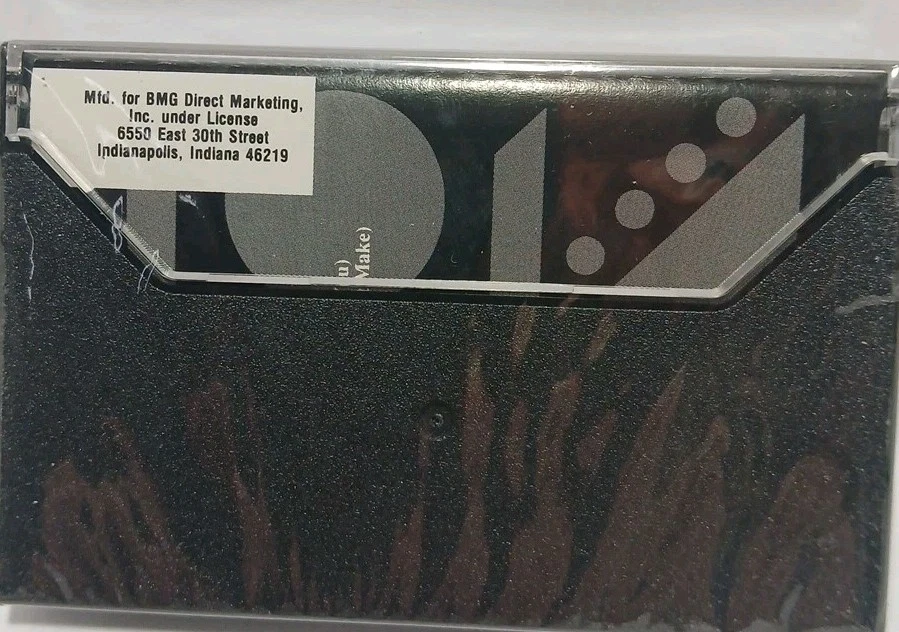 Mfd. for BMG Direct Marketing,
Inc. under License
6550 East 30th Street
Indianapolis, Indiana 46219
u)
Make)